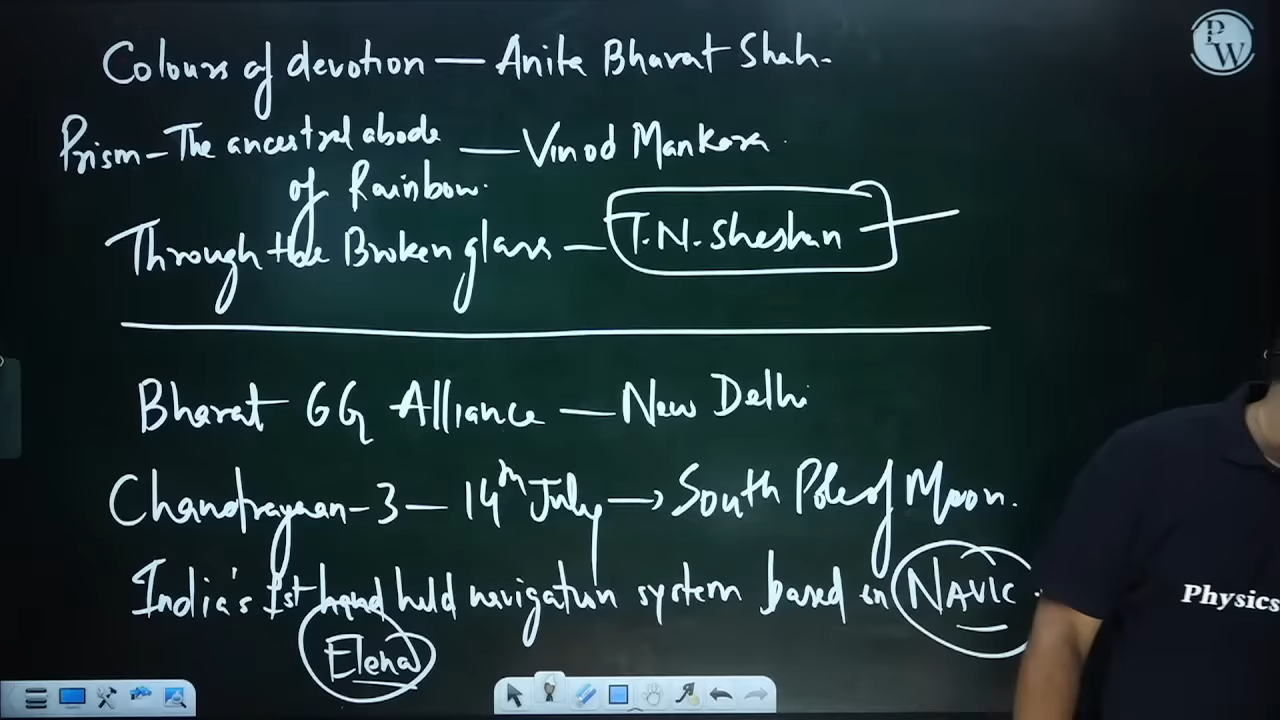 PW
Colours of devotion — Anita Bharat Shah.
Prism - The ancestral abode — Vinod Mankara.
of Rainbow.
Through the Broken glass — T.N. Sheshan
Bharat 6G Alliance — New Delhi
Chandrayaan-3 — 14th July → South Pole of Moon.
India's 1st hand held navigation system based on NAVIC.
Elena
Physics